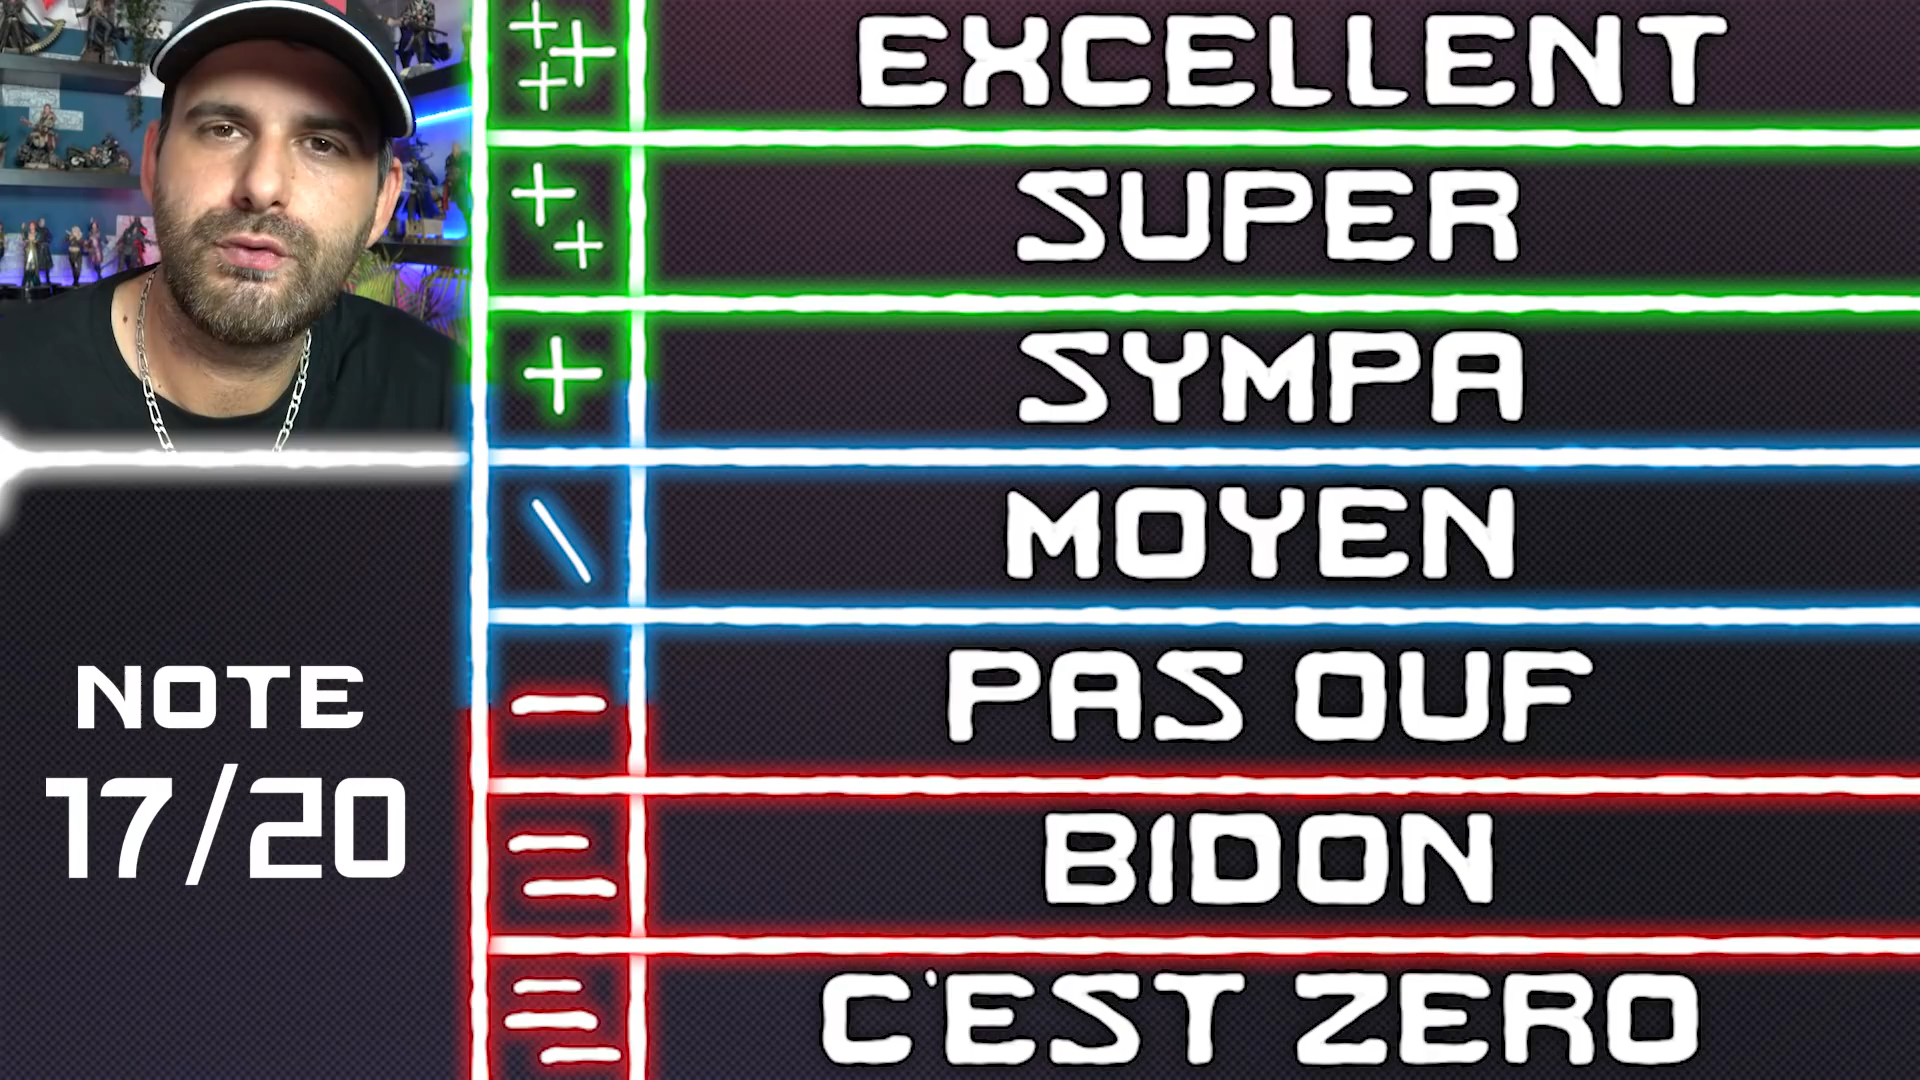 EXCELLENT
SUPER
SYMPA
MOYEN
PAS OUF
BIDON
C'EST ZERO
NOTE
17/20